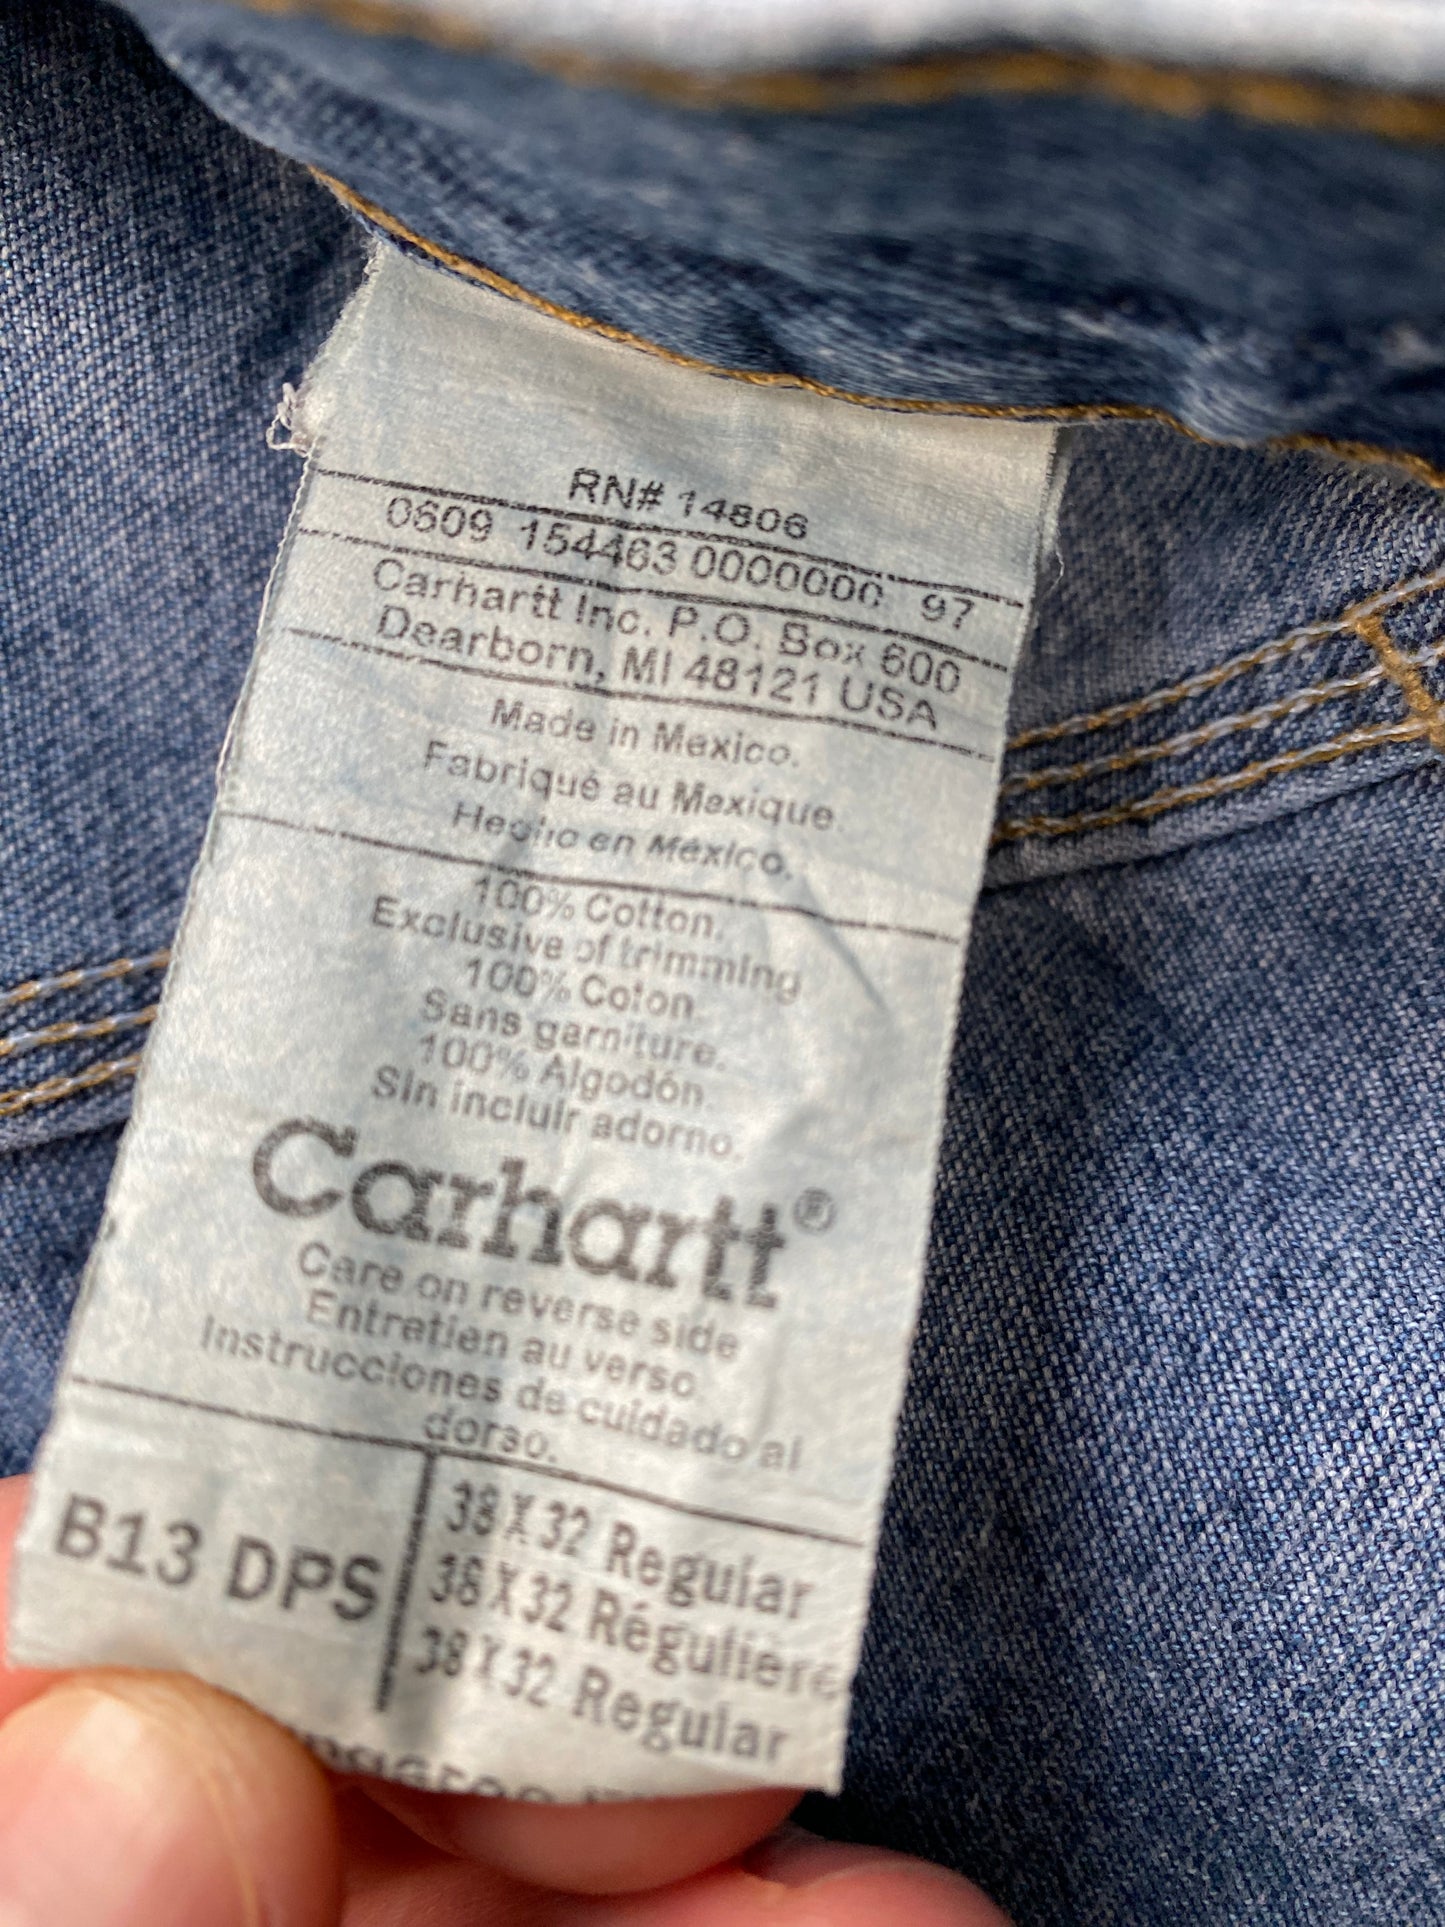 RN# 14806
0609 154463 0000000 97
Carhartt Inc. P.O. Box 600
Dearborn, MI 48121 USA
Made in Mexico.
Fabriqué au Mexique.
Hecho en México.
100% Cotton.
Exclusive of trimming
100% Coton.
Sans garniture.
100% Algodón.
Sin incluir adorno.
Carhartt®
Care on reverse side
Entretien au verso.
Instrucciones de cuidado al
dorso.
B13 DPS
38 X 32 Regular
38 X 32 Régulière
38 X 32 Regular